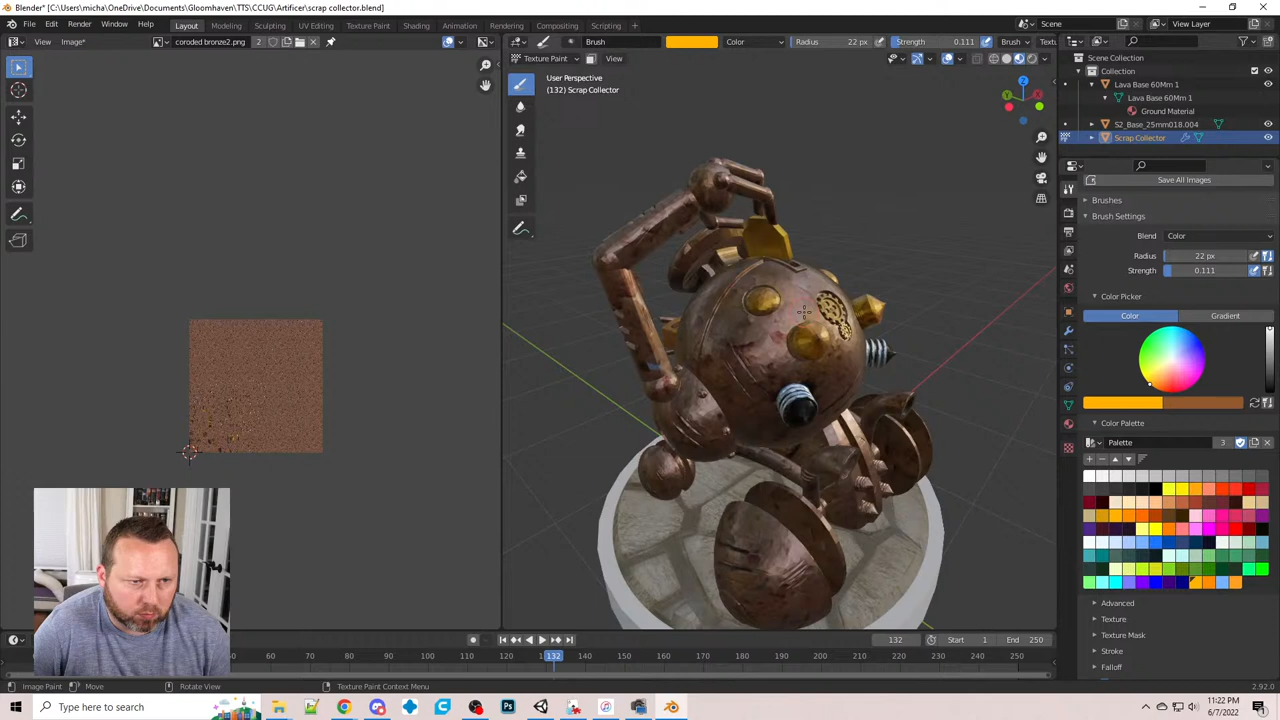 Blender* [C:\Users\micha\OneDrive\Documents\Gloomhaven\TTS\CCUG\Artificer\scrap collector.blend]
File Edit Render Window Help Layout Modeling Sculpting UV Editing Texture Paint Shading Animation Rendering Compositing Scripting + Scene View Layer
View Image* coroded bronze2.png 2 Brush Color Radius 22 px Strength 0.111 Brush
Texture Paint View
User Perspective
(132) Scrap Collector
Z
Y
X
Scene Collection
Collection
Lava Base 60Mm 1
Lava Base 60Mm 1
Ground Material
S2_Base_25mm018.004
Scrap Collector
Save All Images
Brushes
Brush Settings
Blend Color
Radius 22 px
Strength 0.111
Color Picker
Color Gradient
Color Palette
Palette 3
Advanced
Texture
Texture Mask
Stroke
Falloff
132 Start 1 End 250
50 60 70 80 90 100 110 120 132 140 150 160 170 180 190 200 210 220 230 240 250
Image Paint Move Rotate View Texture Paint Context Menu 2.92.0
Type here to search
11:22 PM
6/7/2022